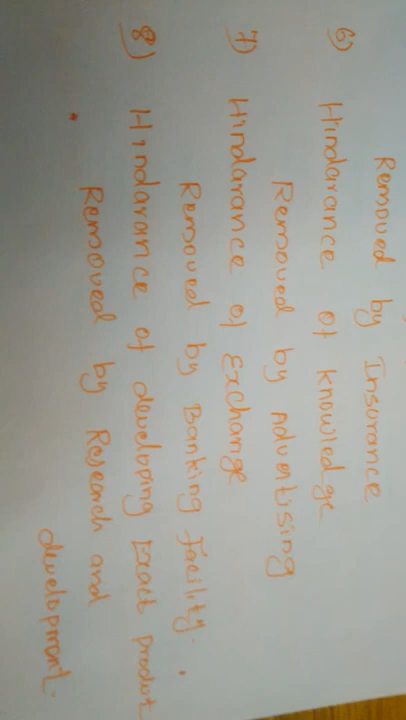 Removed by Insurance
6) Hindarance of knowledge
Removed by Advertising
7) Hindarance of Exchange
Removed by Banking facility.
8) Hindarance of developing Exact Product
Removed by Research and
development.